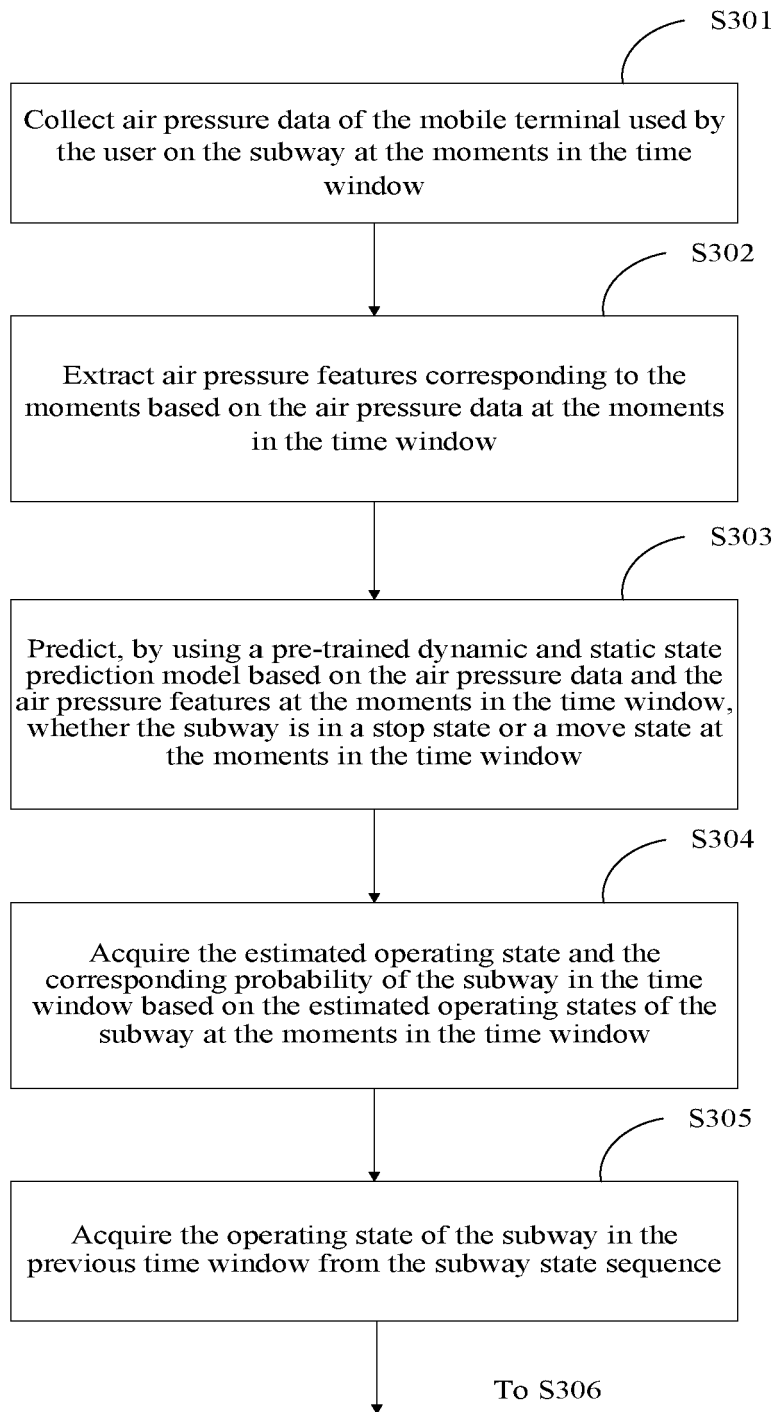 S301
Collect air pressure data of the mobile terminal used by
the user on the subway at the moments in the time
window
S302
Extract air pressure features corresponding to the
moments based on the air pressure data at the moments
in the time window
S303
Predict, by using a pre-trained dynamic and static state
prediction model based on the air pressure data and the
air pressure features at the moments in the time window,
whether the subway is in a stop state or a move state at
the moments in the time window
S304
Acquire the estimated operating state and the
corresponding probability of the subway in the time
window based on the estimated operating states of the
subway at the moments in the time window
S305
Acquire the operating state of the subway in the
previous time window from the subway state sequence
To S306